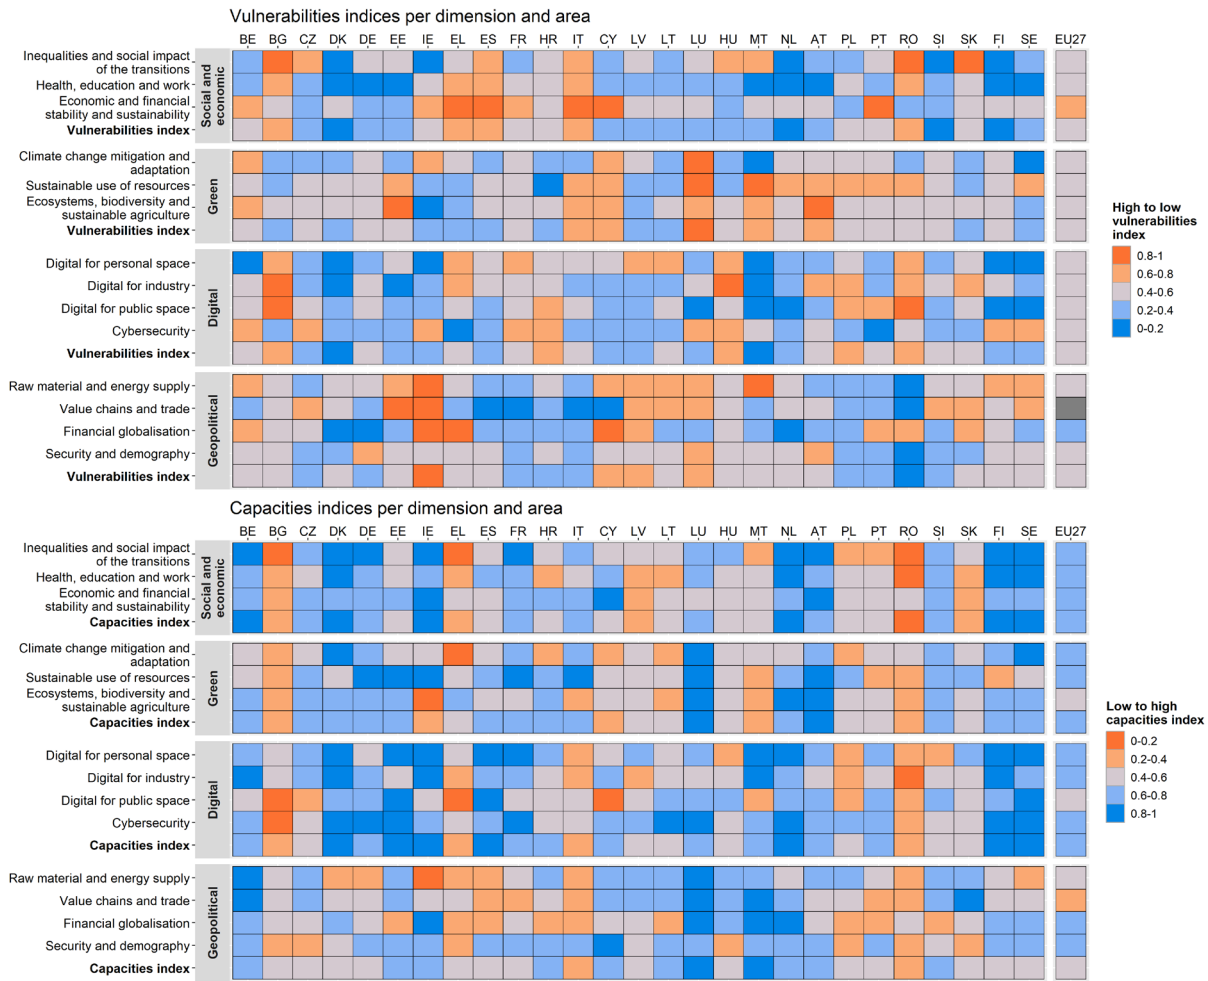 Vulnerabilities indices per dimension and area
BE BG CZ DK DE EE IE EL ES FR HR IT CY LV LT LU HU MT NL AT PL PT RO SI SK FI SE EU27
Social and
economic
Inequalities and social impact
of the transitions
Health, education and work
Economic and financial
stability and sustainability
Vulnerabilities index
Green
Climate change mitigation and
adaptation
Sustainable use of resources
Ecosystems, biodiversity and
sustainable agriculture
Vulnerabilities index
Digital
Digital for personal space
Digital for industry
Digital for public space
Cybersecurity
Vulnerabilities index
Geopolitical
Raw material and energy supply
Value chains and trade
Financial globalisation
Security and demography
Vulnerabilities index
High to low
vulnerabilities
index
0.8-1
0.6-0.8
0.4-0.6
0.2-0.4
0-0.2
Capacities indices per dimension and area
BE BG CZ DK DE EE IE EL ES FR HR IT CY LV LT LU HU MT NL AT PL PT RO SI SK FI SE EU27
Social and
economic
Inequalities and social impact
of the transitions
Health, education and work
Economic and financial
stability and sustainability
Capacities index
Green
Climate change mitigation and
adaptation
Sustainable use of resources
Ecosystems, biodiversity and
sustainable agriculture
Capacities index
Digital
Digital for personal space
Digital for industry
Digital for public space
Cybersecurity
Capacities index
Geopolitical
Raw material and energy supply
Value chains and trade
Financial globalisation
Security and demography
Capacities index
Low to high
capacities index
0-0.2
0.2-0.4
0.4-0.6
0.6-0.8
0.8-1